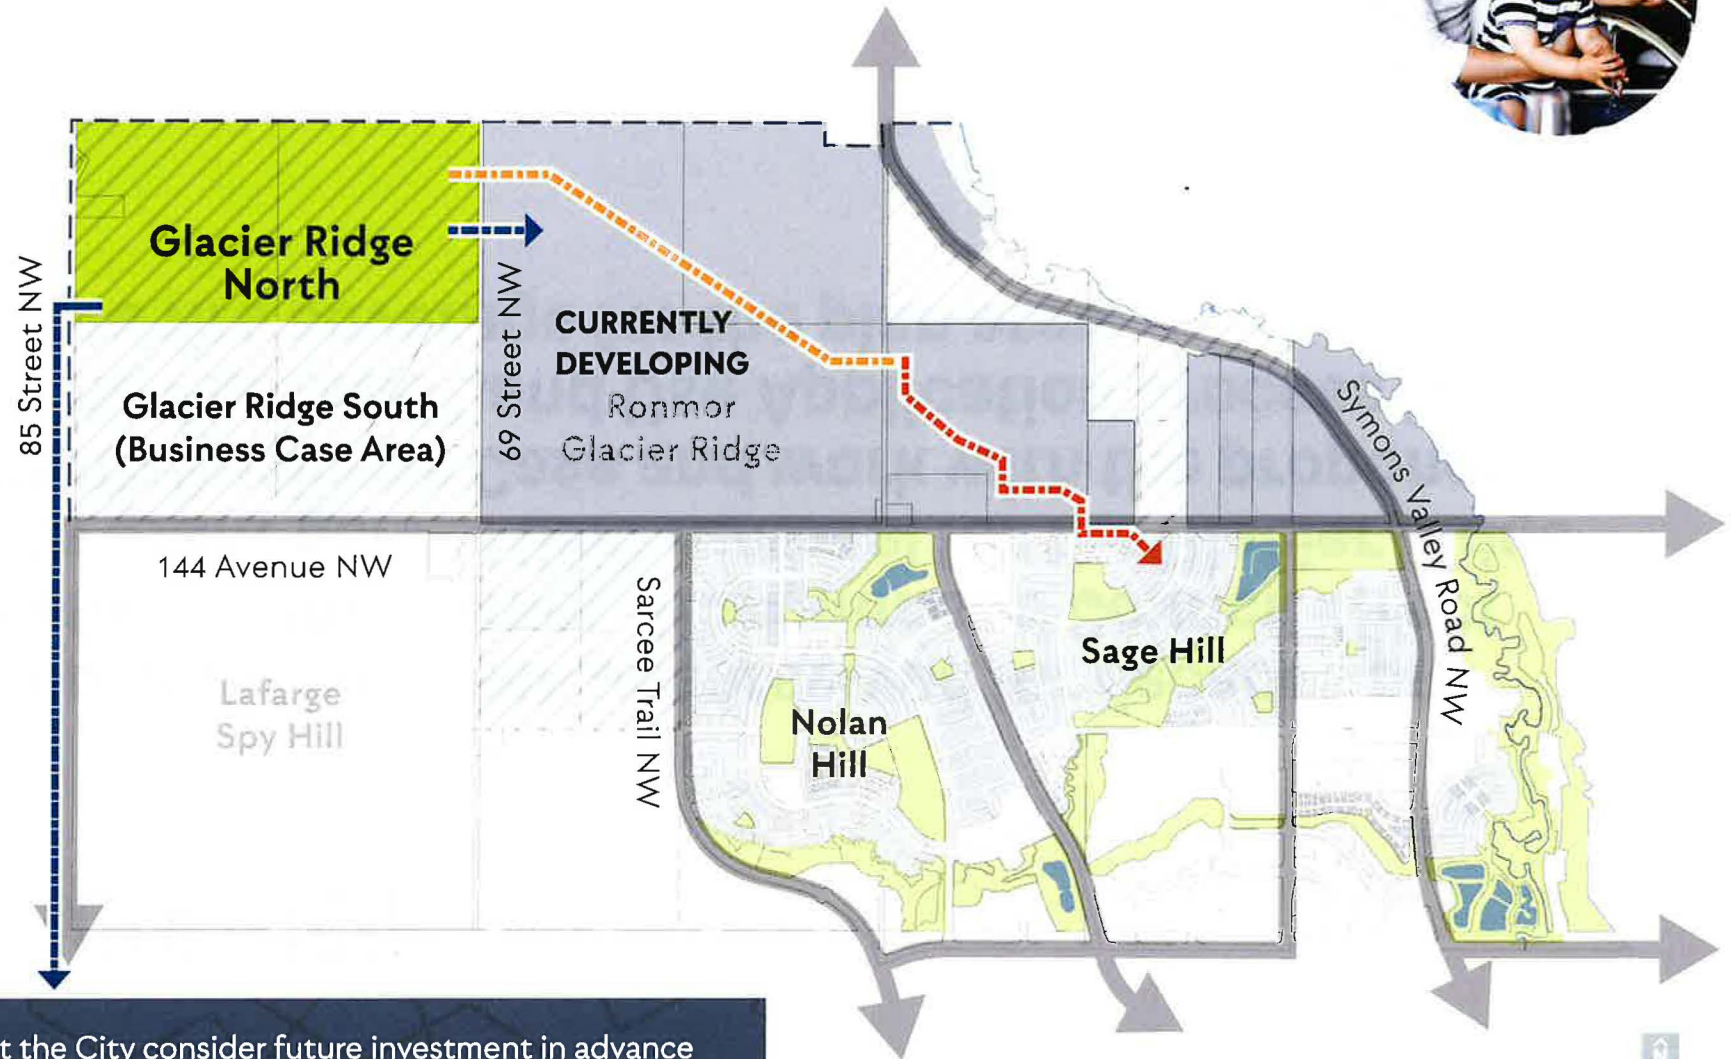 Glacier Ridge
North
85 Street NW
69 Street NW
CURRENTLY
DEVELOPING
Ronmor
Glacier Ridge
Glacier Ridge South
(Business Case Area)
Symons Valley Road NW
144 Avenue NW
Sarcee Trail NW
Sage Hill
Lafarge
Spy Hill
Nolan
Hill
t the City consider future investment in advance